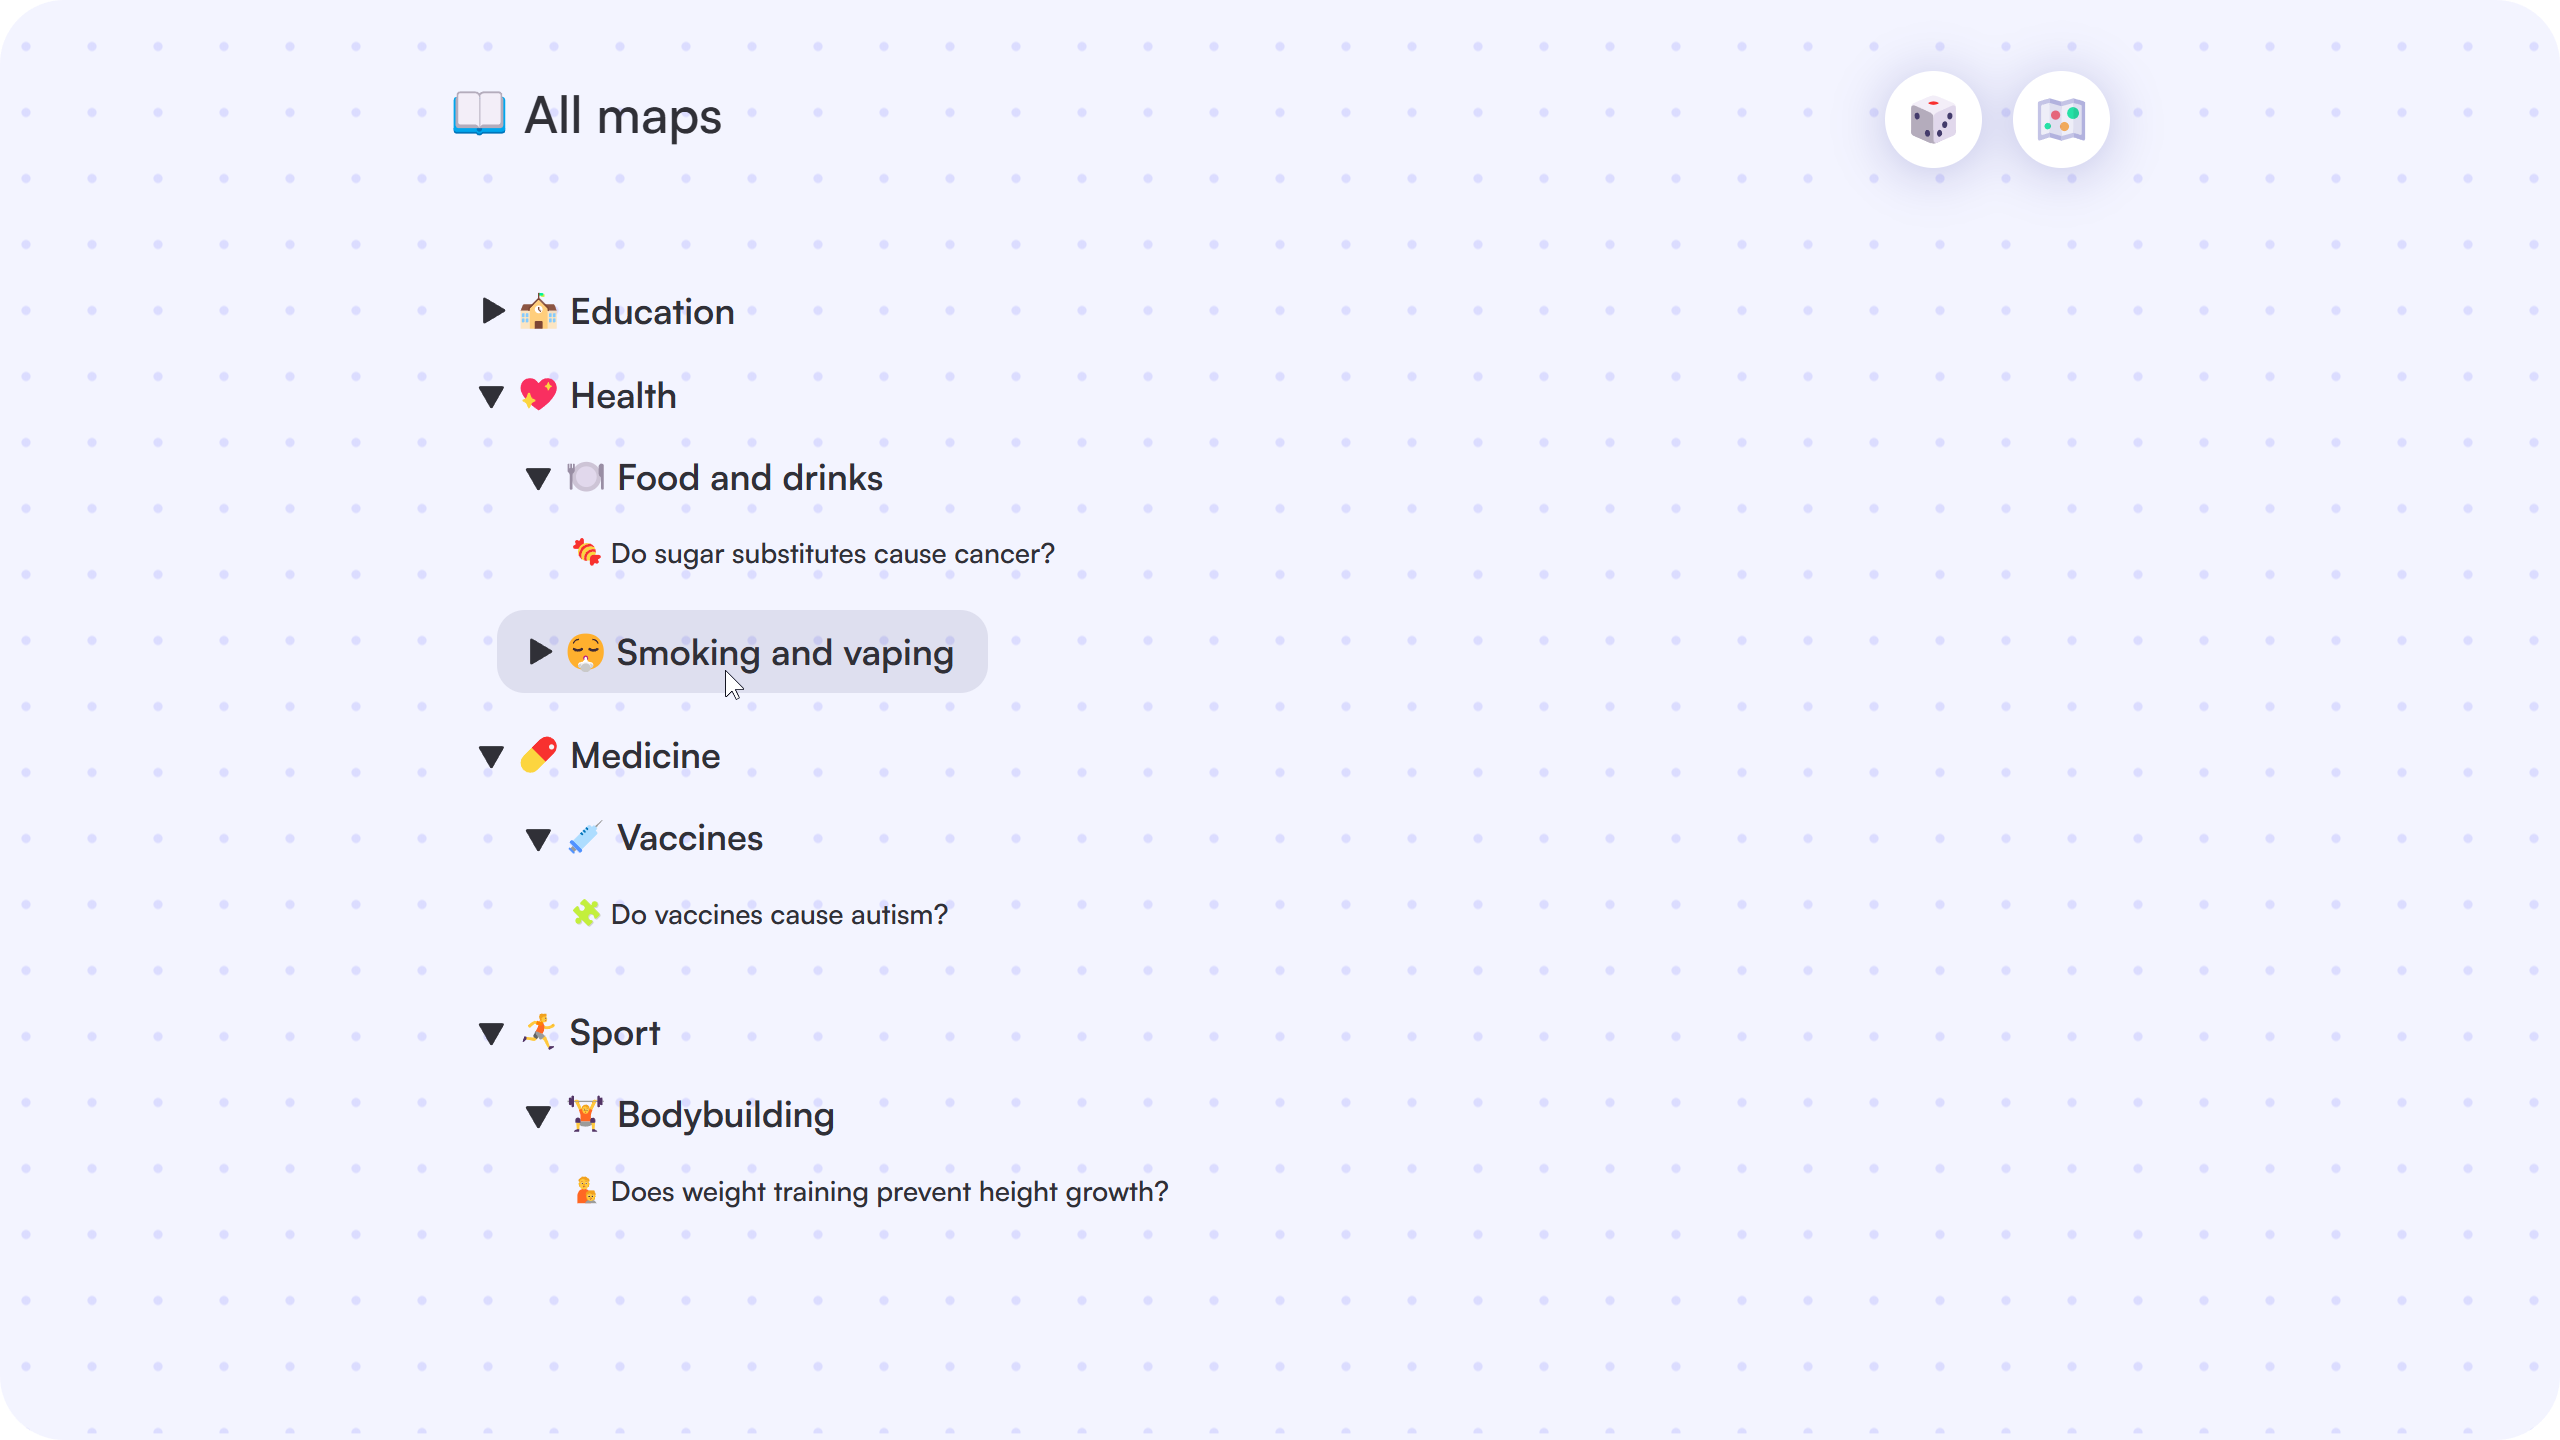 All maps
Education
Health
Food and drinks
Do sugar substitutes cause cancer?
Smoking and vaping
Medicine
Vaccines
Do vaccines cause autism?
Sport
Bodybuilding
Does weight training prevent height growth?